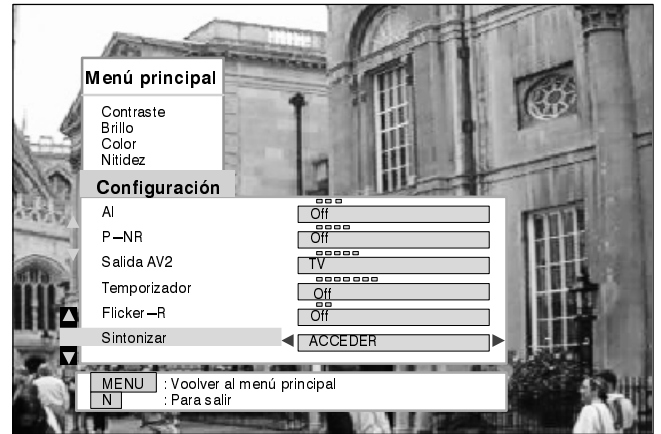 Menú principal
Contraste
Brillo
Color
Nitidez
Configuración
AI Off
P–NR Off
Salida AV2 TV
Temporizador Off
Flicker–R Off
Sintonizar ACCEDER
MENU : Voolver al menú principal
N : Para salir